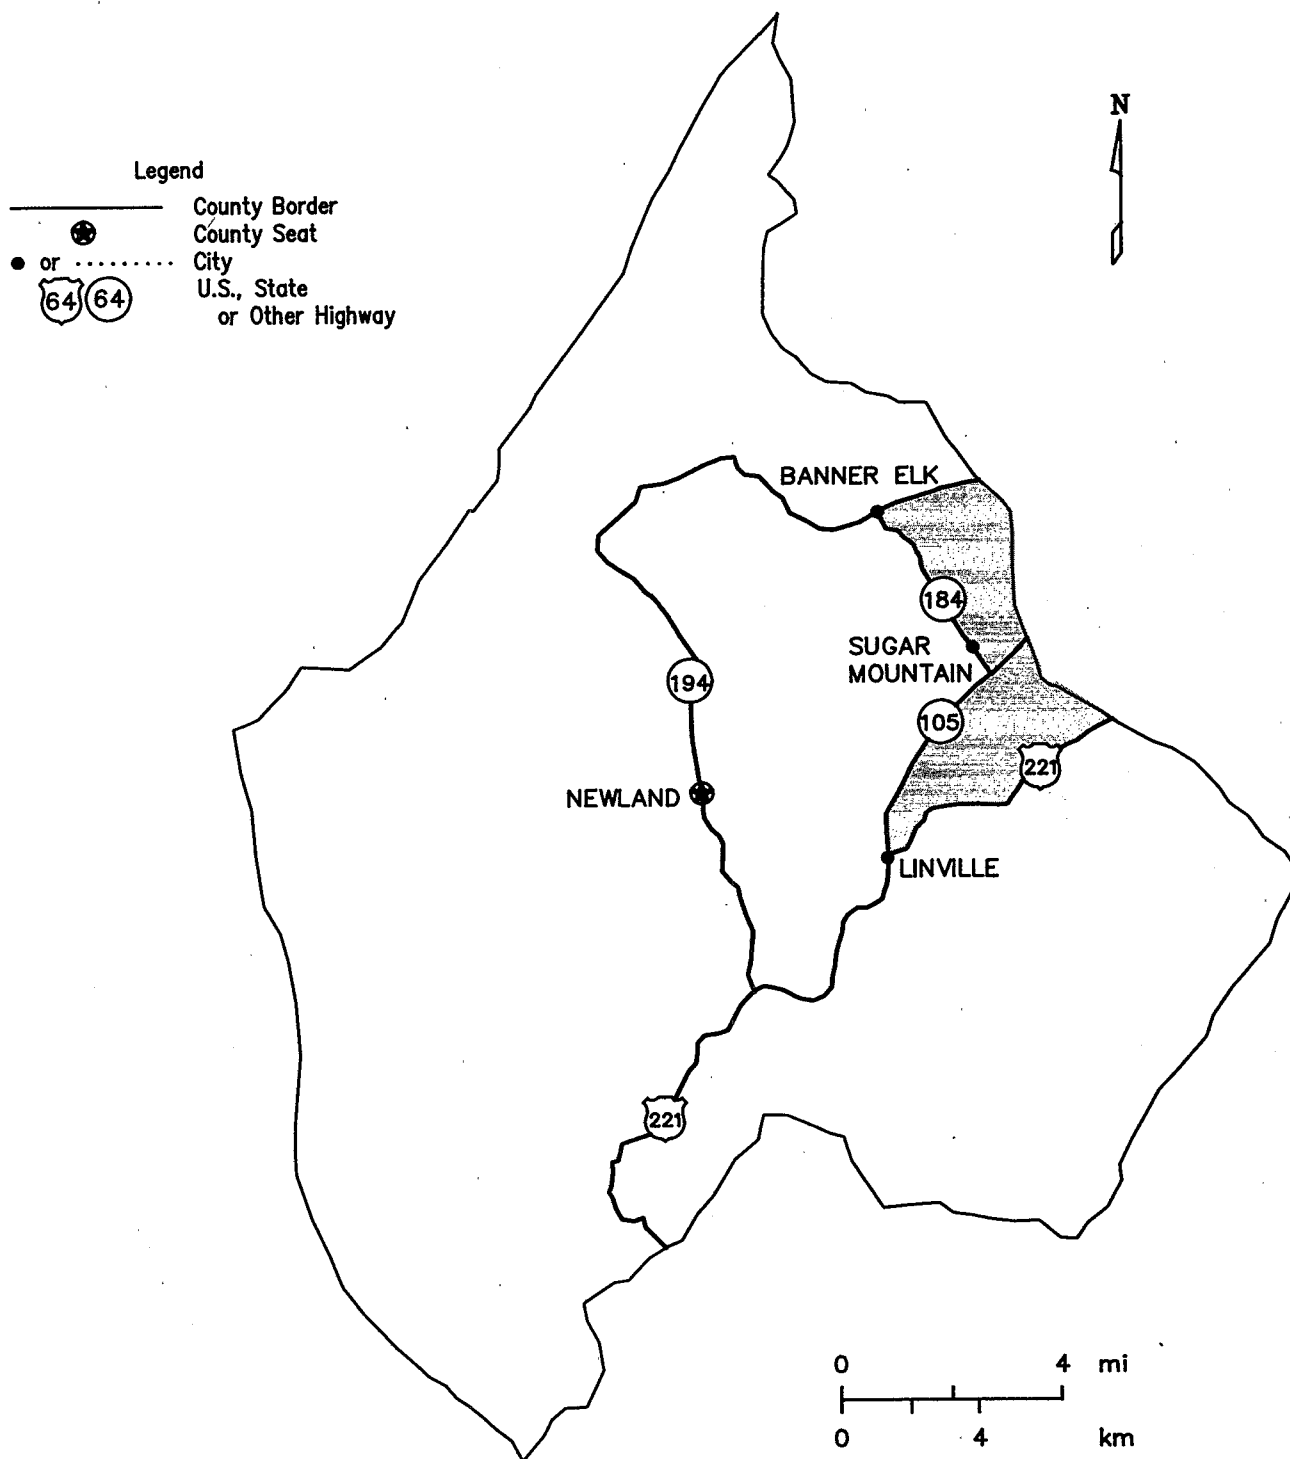 N
Legend
County Border
County Seat
or
City
64 64
U.S., State
or Other Highway
BANNER ELK
184
SUGAR
MOUNTAIN
194
105
221
NEWLAND
LINVILLE
221
0 4 mi
0 4 km